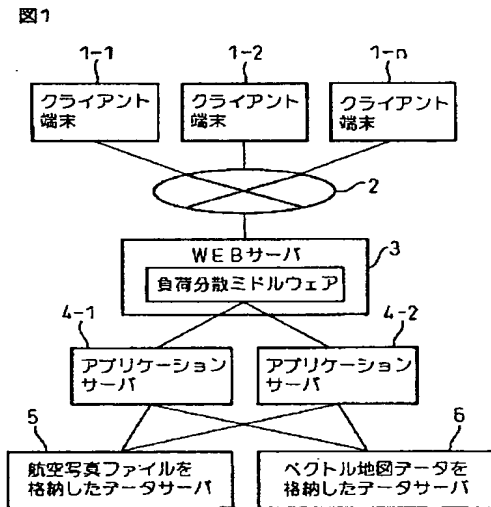 図1
1-1
1-2
1-n
クライアント
端末
クライアント
端末
クライアント
端末
2
WEBサーバ
3
負荷分散ミドルウェア
4-1
4-2
アプリケーション
サーバ
アプリケーション
サーバ
5
6
航空写真ファイルを
格納したデータサーバ
ベクトル地図データを
格納したデータサーバ